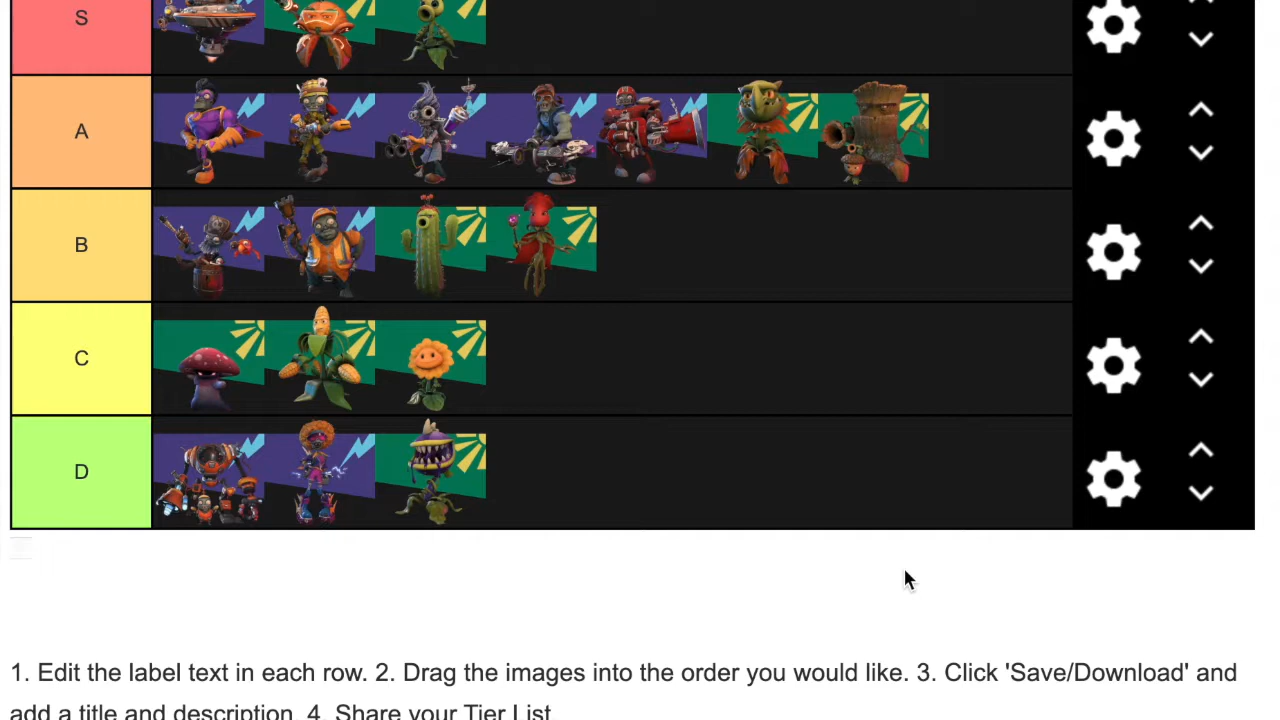 S
A
B
C
D
1. Edit the label text in each row. 2. Drag the images into the order you would like. 3. Click 'Save/Download' and
add a title and description. 4. Share your Tier List.